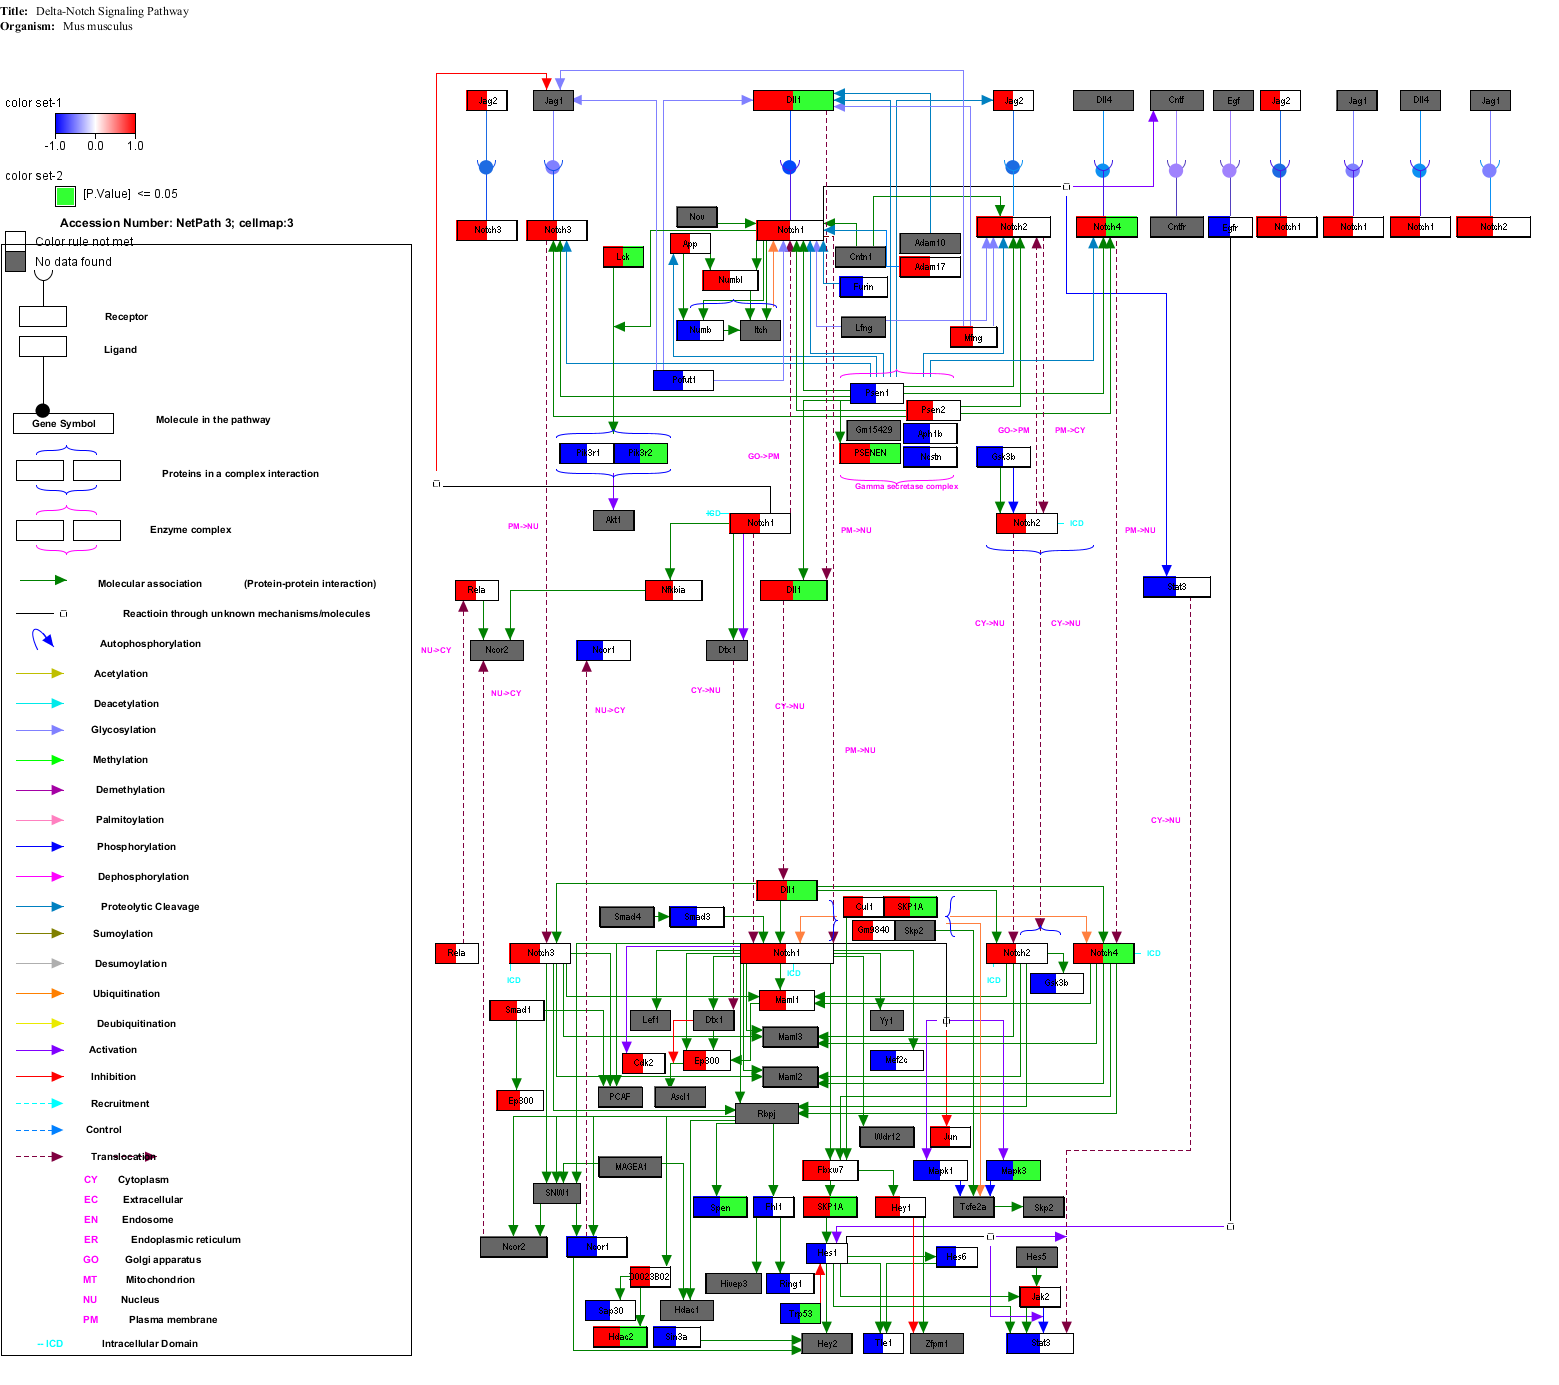 Title: Delta-Notch Signaling Pathway
Organism: Mus musculus
color set-1
-1.0 0.0 1.0
color set-2
[P.Value] <= 0.05
Accession Number: NetPath 3; cellmap:3
Color rule not met
No data found
Receptor
Ligand
Gene Symbol
Molecule in the pathway
Proteins in a complex interaction
Enzyme complex
Molecular association (Protein-protein interaction)
Reactioin through unknown mechanisms/molecules
Autophosphorylation
Acetylation
Deacetylation
Glycosylation
Methylation
Demethylation
Palmitoylation
Phosphorylation
Dephosphorylation
Proteolytic Cleavage
Sumoylation
Desumoylation
Ubiquitination
Deubiquitination
Activation
Inhibition
Recruitment
Control
Translocation
CY Cytoplasm
EC Extracellular
EN Endosome
ER Endoplasmic reticulum
GO Golgi apparatus
MT Mitochondrion
NU Nucleus
PM Plasma membrane
-- ICD Intracellular Domain
Jag2 Jag1 Dll1 Jag2 Dll4 Cntf Egf Jag2 Jag1 Dll4 Jag1
Nov
Notch3 Notch3 Notch1 Notch2 Notch4 Cntfr Egfr Notch1 Notch1 Notch1 Notch2
App Adam10
Lck Cntn1
Adam17
Numbl
Furin
Numb Itch Lfng
Mfng
Pofut1
Psen1
Psen2
Gm15429 Aph1b
GO->PM PM->CY
Pik3r1 Pik3r2 PSENEN Ncstn Gsk3b
GO->PM
Gamma secretase complex
Akt1 ICD Notch1 Notch2 ICD
PM->NU PM->NU PM->NU
Rela Nfkbia Dll1 Stat3
CY->NU CY->NU
NU->CY Ncor2 Ncor1 Dtx1
NU->CY CY->NU
NU->CY CY->NU
PM->NU
CY->NU
Dll1
Smad4 Smad3 Cul1 SKP1A
Gm9840 Skp2
Rela Notch3 Notch1 Notch2 Notch4 ICD
ICD ICD ICD
Gsk3b
Smad1 Maml1
Lef1 Dtx1 Yy1
Maml3
Cdk2 Ep300 Mef2c
Maml2
Ep300 PCAF Ascl1
Rbpj
Wdr12 Jun
MAGEA1 Fbxw7 Mapk1 Mapk3
SNW1
Spen Fhl1 SKP1A Hey1 Tcfe2a Skp2
Ncor2 Ncor1 Hes1 Hes6 Hes5
Hivep3 Ring1
Jak2
Sap30 Hdac1 Trp53
Hdac2 Sin3a Hey2 Tle1 Zfpm1 Stat3